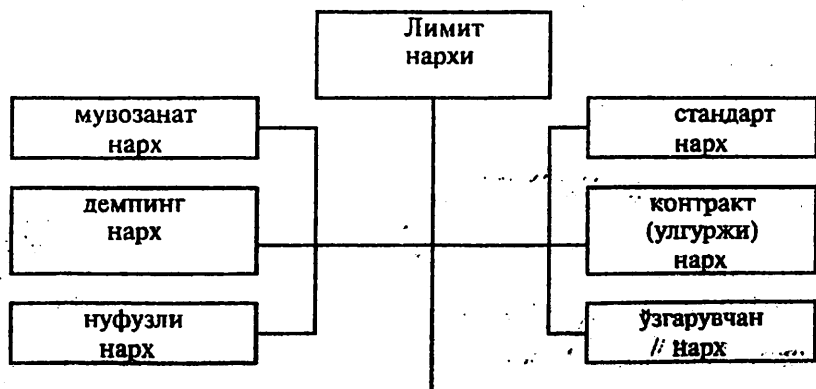 Лимит
нархи
мувозанат
нарх
стандарт
нарх
демпинг
нарх
контракт
(улгуржи)
нарх
нуфузли
нарх
ўзгарувчан
нарх